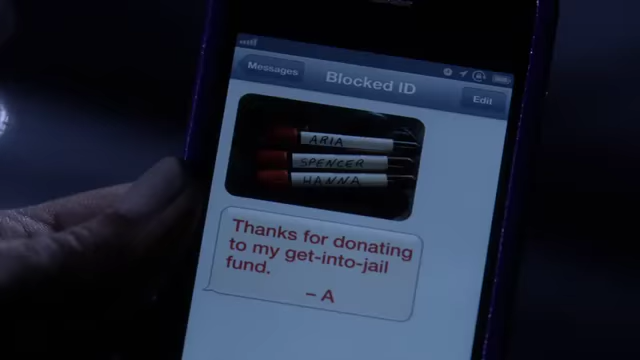 Messages
Blocked ID
Edit
ARIA
SPENCER
HANNA
Thanks for donating
to my get-into-jail
fund.
– A